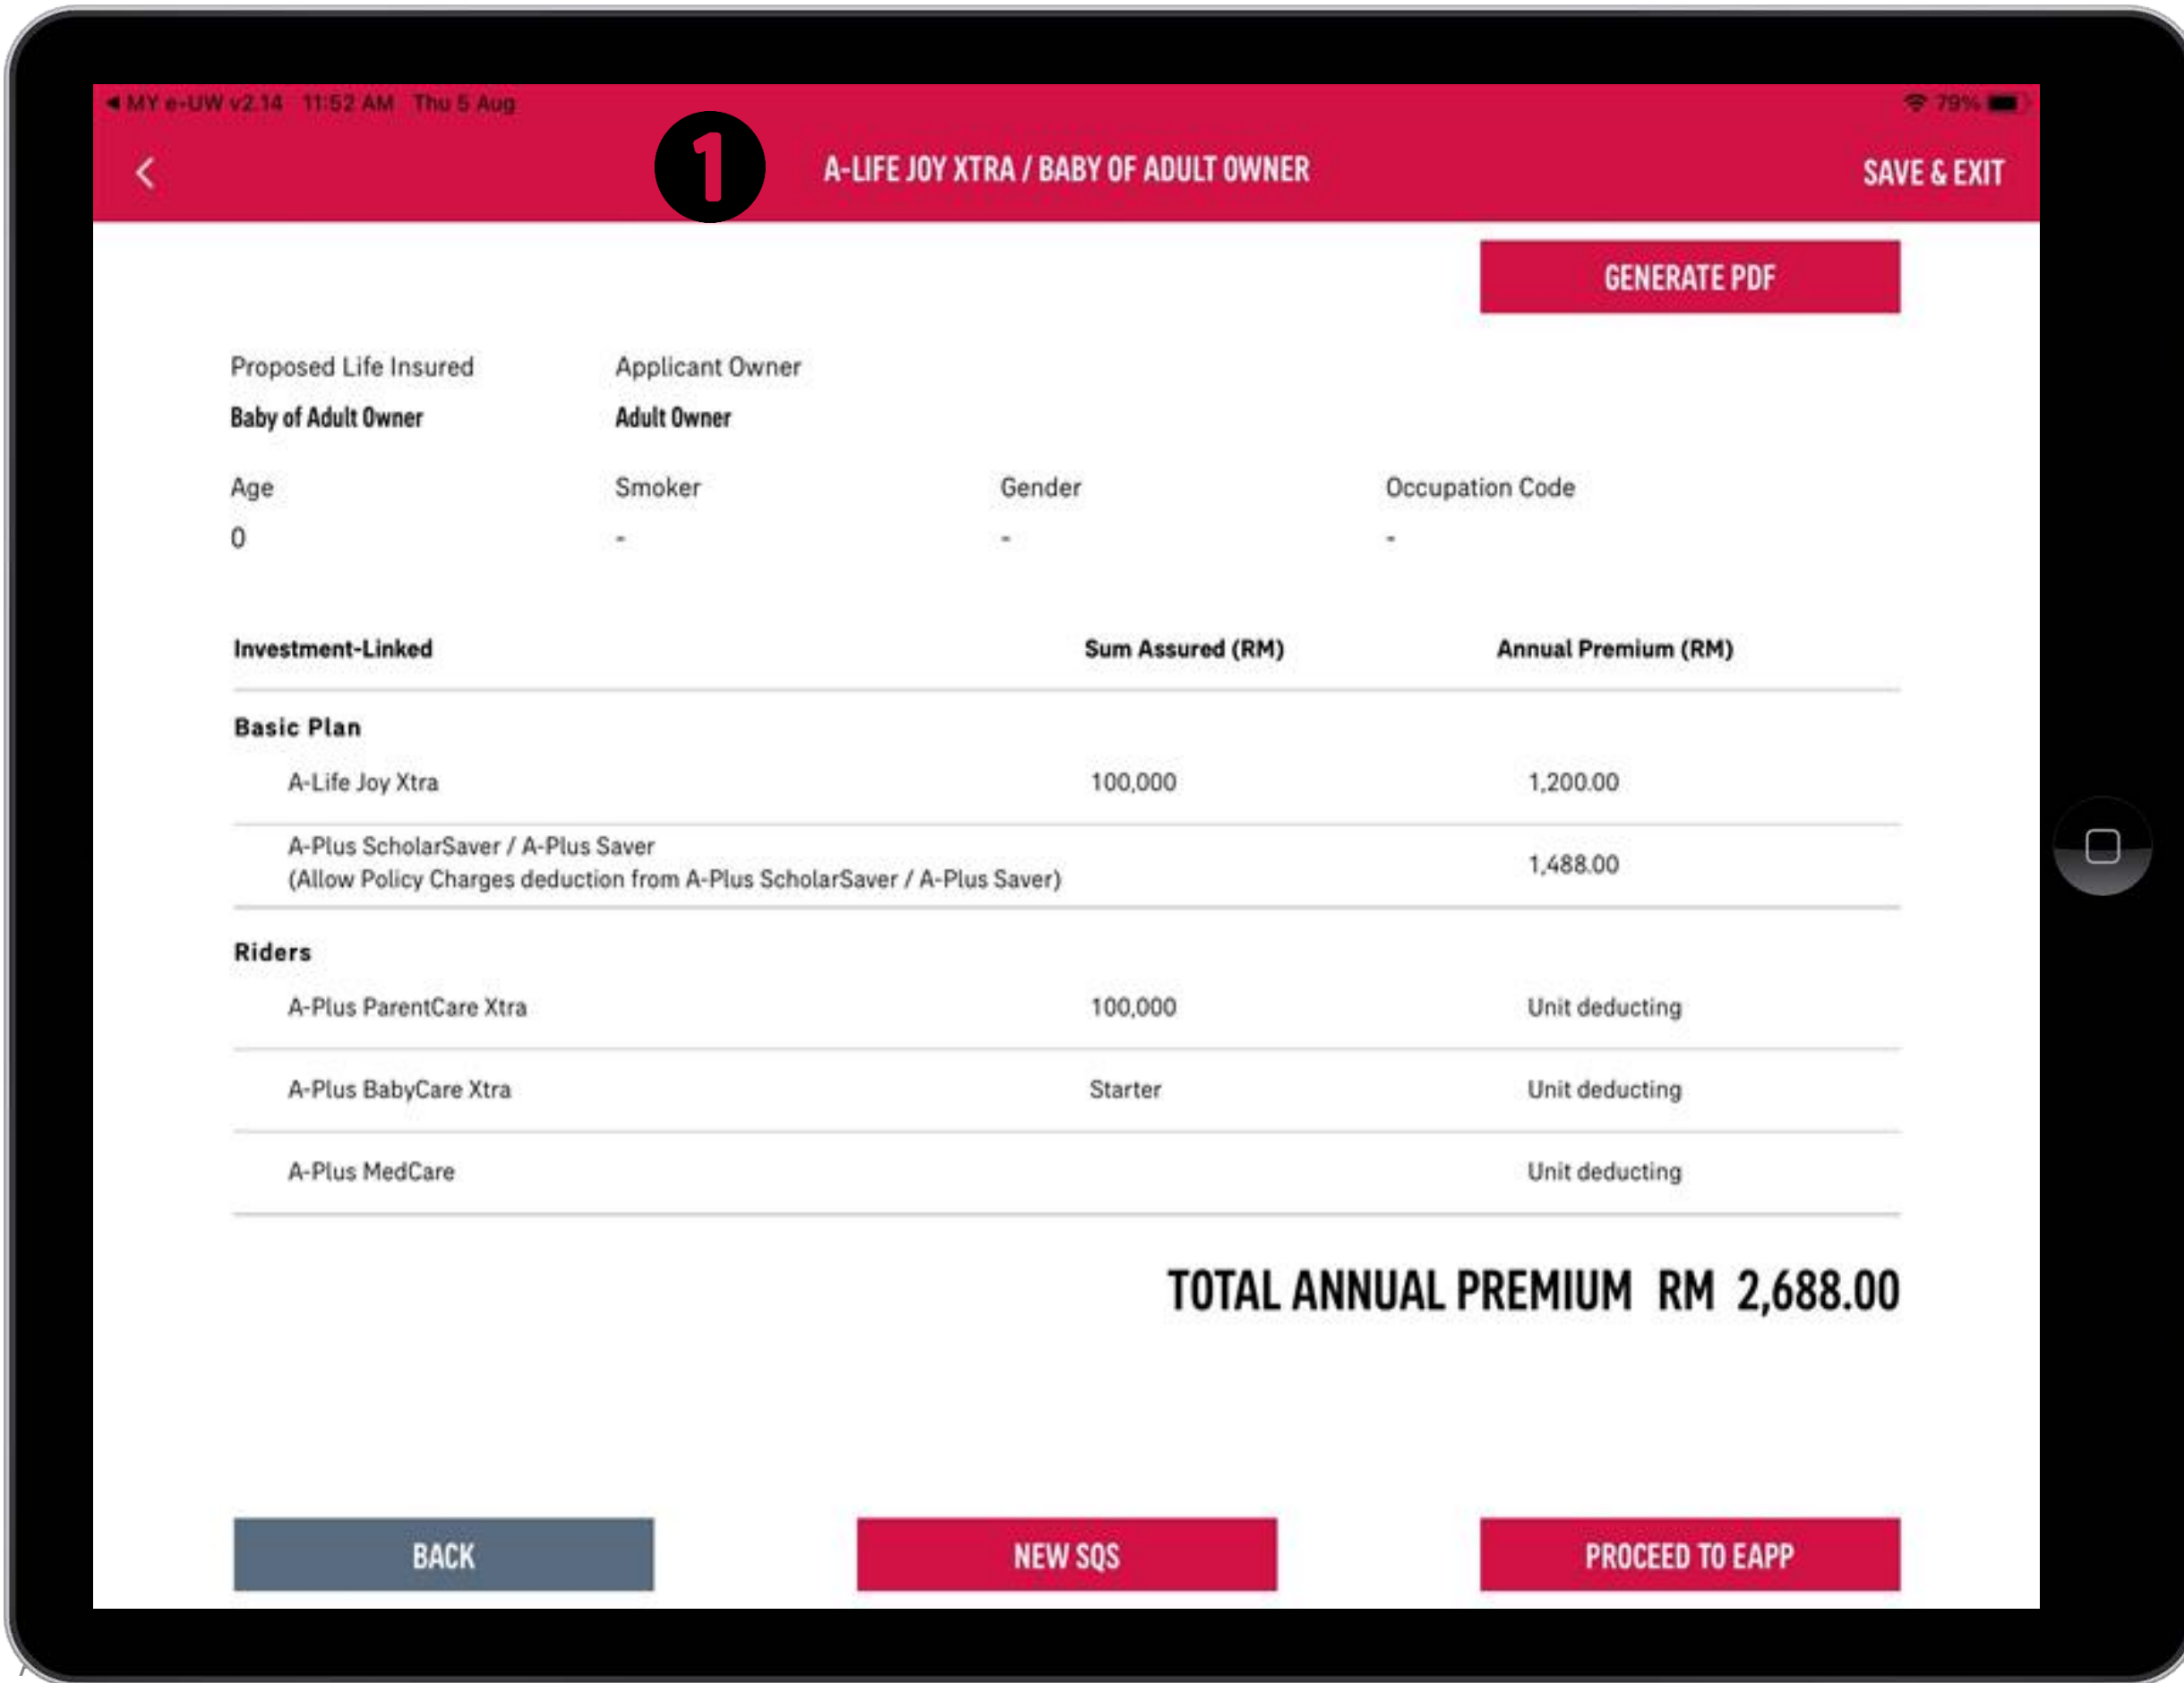 ◀ MY e-UW v2.14 11:52 AM Thu 5 Aug 79%
1 A-LIFE JOY XTRA / BABY OF ADULT OWNER SAVE & EXIT
GENERATE PDF
Proposed Life Insured Applicant Owner
Baby of Adult Owner Adult Owner
Age Smoker Gender Occupation Code
0 - - -
Investment-Linked Sum Assured (RM) Annual Premium (RM)
Basic Plan
A-Life Joy Xtra 100,000 1,200.00
A-Plus ScholarSaver / A-Plus Saver
(Allow Policy Charges deduction from A-Plus ScholarSaver / A-Plus Saver) 1,488.00
Riders
A-Plus ParentCare Xtra 100,000 Unit deducting
A-Plus BabyCare Xtra Starter Unit deducting
A-Plus MedCare Unit deducting
TOTAL ANNUAL PREMIUM RM 2,688.00
BACK NEW SQS PROCEED TO EAPP